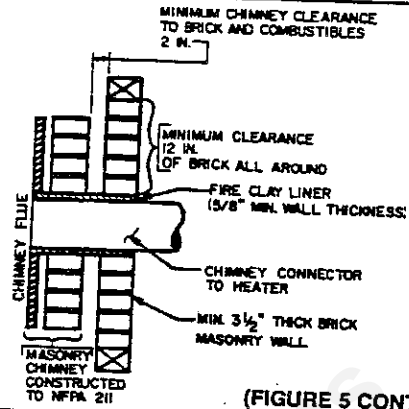 MINIMUM CHIMNEY CLEARANCE
TO BRICK AND COMBUSTIBLES
2 IN.
MINIMUM CLEARANCE
12 IN.
OF BRICK ALL AROUND
FIRE CLAY LINER
(5/8" MIN. WALL THICKNESS)
CHIMNEY FLUE
CHIMNEY CONNECTOR
TO HEATER
MIN. 3½" THICK BRICK
MASONRY WALL
MASONRY
CHIMNEY
CONSTRUCTED
TO NFPA 211
(FIGURE 5 CONT